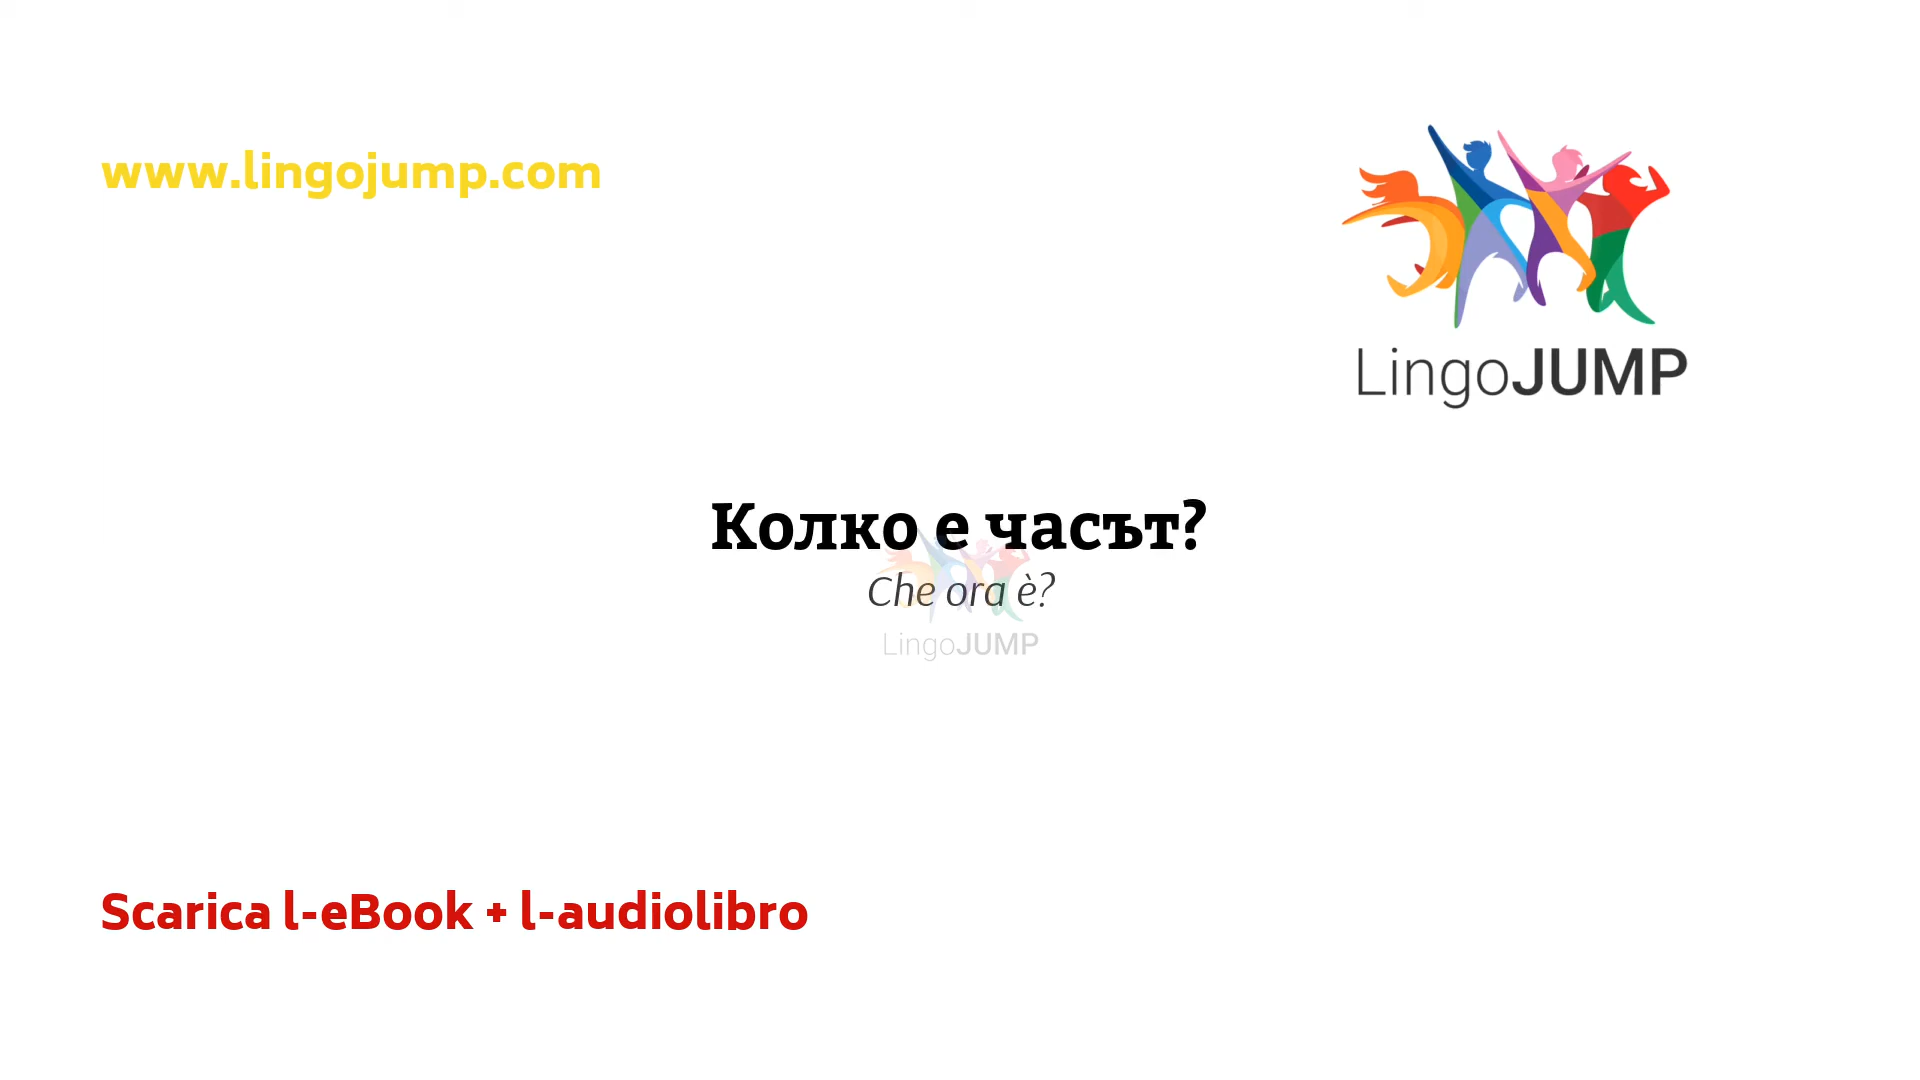 www.lingojump.com
LingoJUMP
Колко е часът?
Che ora è?
LingoJUMP
Scarica l-eBook + l-audiolibro